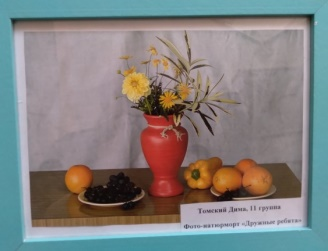 Томский Дима, 11 группа
Фото-натюрморт «Дружные ребята»